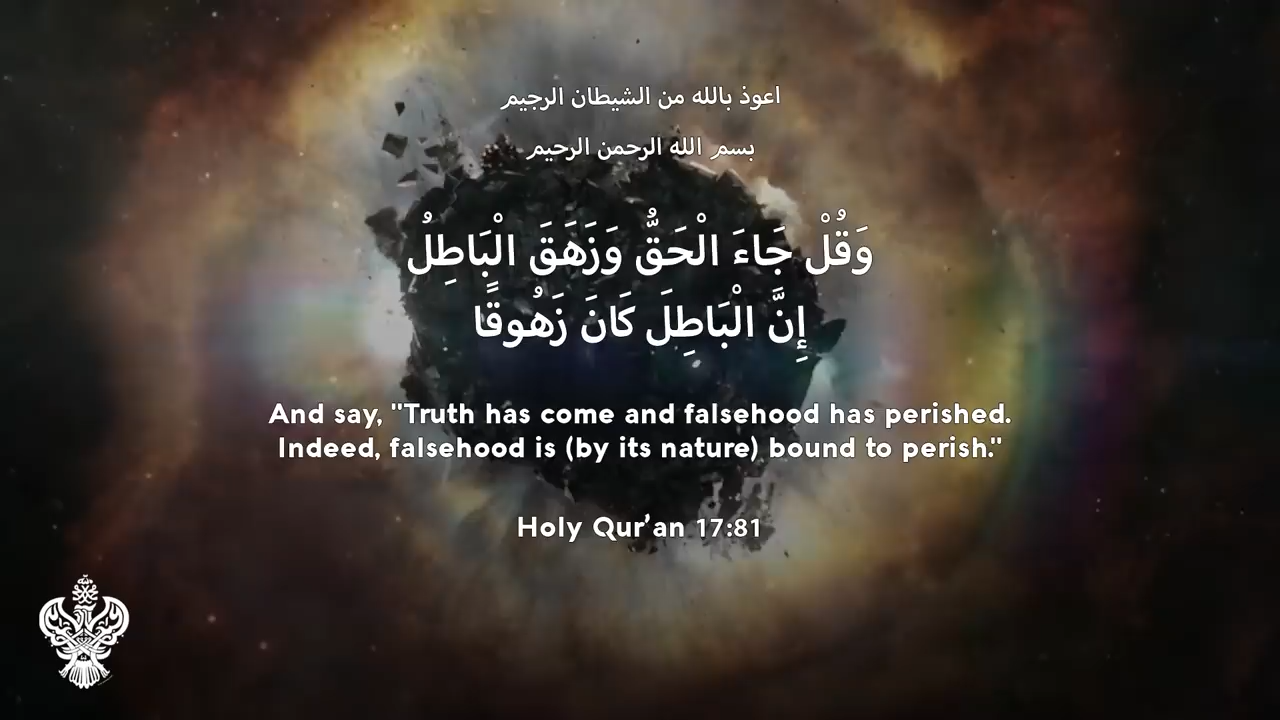 اعوذ بالله من الشيطان الرجيم
بسم الله الرحمن الرحيم
وَقُلْ جَاءَ الْحَقُّ وَزَهَقَ الْبَاطِلُ
إِنَّ الْبَاطِلَ كَانَ زَهُوقًا
And say, "Truth has come and falsehood has perished.
Indeed, falsehood is (by its nature) bound to perish."
Holy Qur'an 17:81